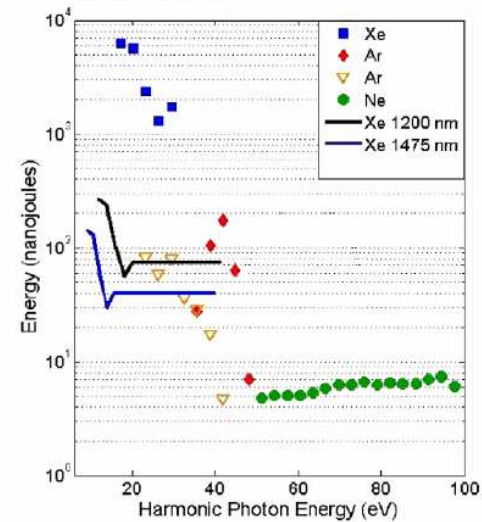 10^4
10^3
10^2
10^1
10^0
Energy (nanojoules)
Xe
Ar
Ar
Ne
Xe 1200 nm
Xe 1475 nm
20 40 60 80 100
Harmonic Photon Energy (eV)